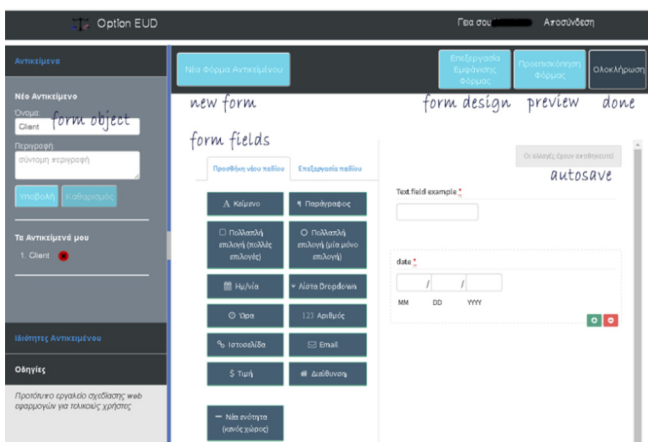 Option EUD
Γεια σου
Αποσύνδεση
Αντικείμενα
Νέο Αντικείμενο
Όνομα:
Client
form object
Περιγραφή:
σύντομη περιγραφή
Υποβολή
Καθαρισμός
Τα Αντικείμενά μου
1. Client
Ιδιότητες Αντικειμένου
Οδηγίες
Πρότότυπο εργαλείο σχεδίασης web
εφαρμογών για τελικούς χρήστες
Νέα Φόρμα Αντικειμένου
Επεξεργασία
Εμφάνισης
Φόρμας
Προεπισκόπηση
Φόρμας
Ολοκλήρωση
new form
form design
preview
done
form fields
Προσθήκη νέου πεδίου
Επεξεργασία πεδίου
Κείμενο
Παράγραφος
Πολλαπλή
επιλογή (πολλές
επιλογές)
Πολλαπλή
επιλογή (μία μόνο
επιλογή)
Ημ/νία
Λίστα Dropdown
Ώρα
123 Αριθμός
Ιστοσελίδα
Email
$ Τιμή
Διεύθυνση
Νέα ενότητα
(κενός χώρος)
Οι αλλαγές έχουν αποθηκευτεί
autosave
Text field example *
date *
/ /
MM DD YYYY